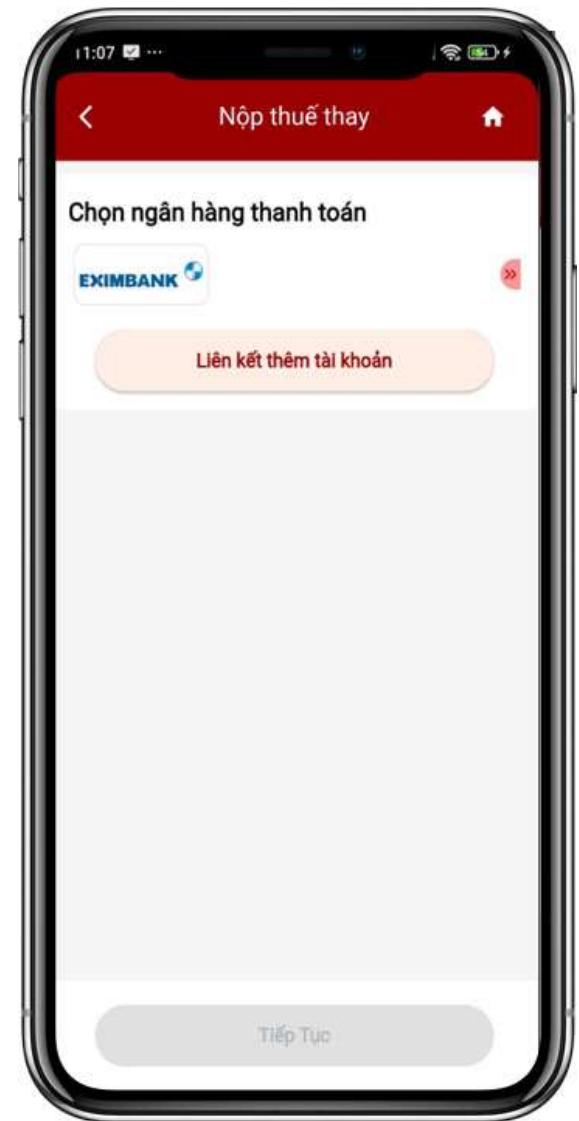 11:07
Nộp thuế thay
Chọn ngân hàng thanh toán
EXIMBANK
Liên kết thêm tài khoản
Tiếp Tục